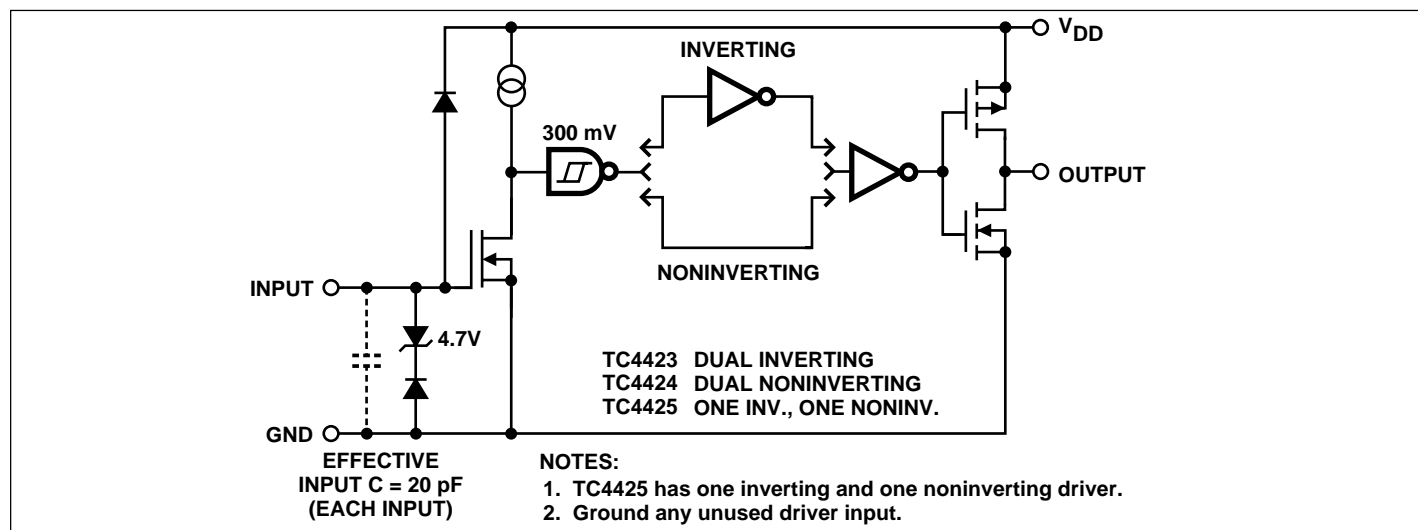 V_DD
INVERTING
300 mV
OUTPUT
NONINVERTING
INPUT
4.7V
TC4423 DUAL INVERTING
TC4424 DUAL NONINVERTING
TC4425 ONE INV., ONE NONINV.
GND
EFFECTIVE
INPUT C = 20 pF
(EACH INPUT)
NOTES:
1. TC4425 has one inverting and one noninverting driver.
2. Ground any unused driver input.